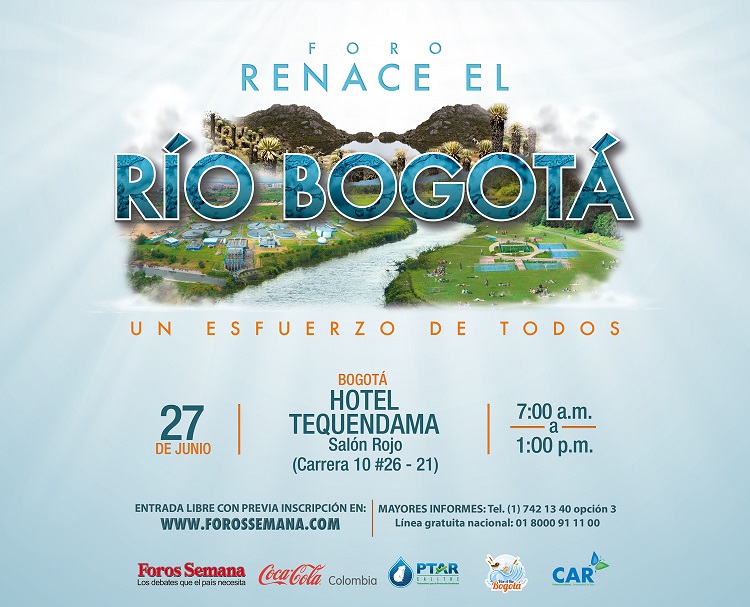 FORO
RENACE EL
RÍO BOGOTÁ
UN ESFUERZO DE TODOS
27
DE JUNIO
BOGOTÁ
HOTEL
TEQUENDAMA
Salón Rojo
(Carrera 10 #26 - 21)
7:00 a.m.
a
1:00 p.m.
ENTRADA LIBRE CON PREVIA INSCRIPCIÓN EN:
WWW.FOROSSEMANA.COM
MAYORES INFORMES: Tel. (1) 742 13 40 opción 3
Línea gratuita nacional: 01 8000 91 11 00
Foros Semana
Los debates que el país necesita
Coca-Cola Colombia
PTAR
SALITRE
Bogotá
CAR